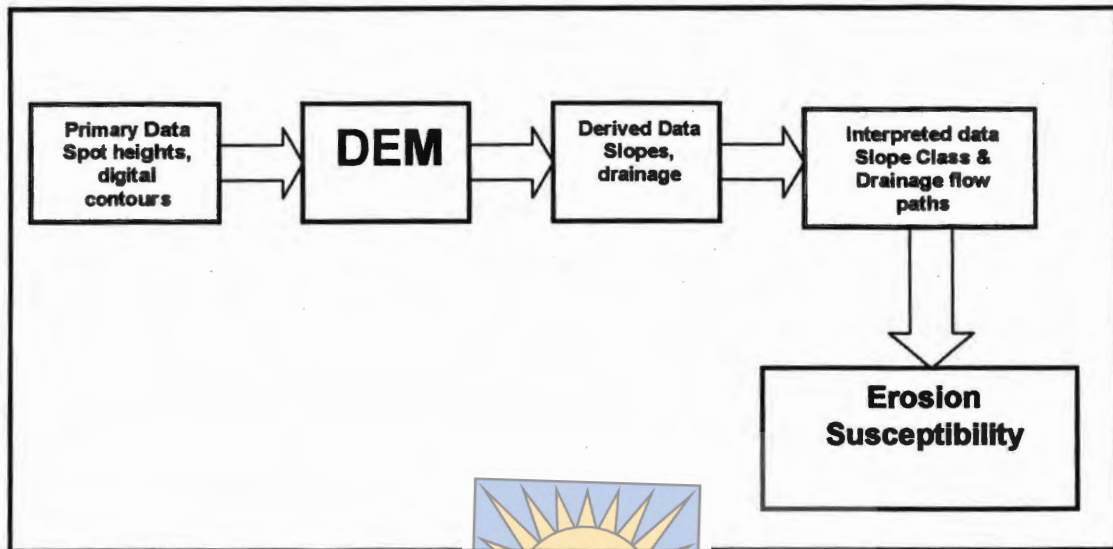 Primary Data
Spot heights,
digital
contours
DEM
Derived Data
Slopes,
drainage
Interpreted data
Slope Class &
Drainage flow
paths
Erosion
Susceptibility